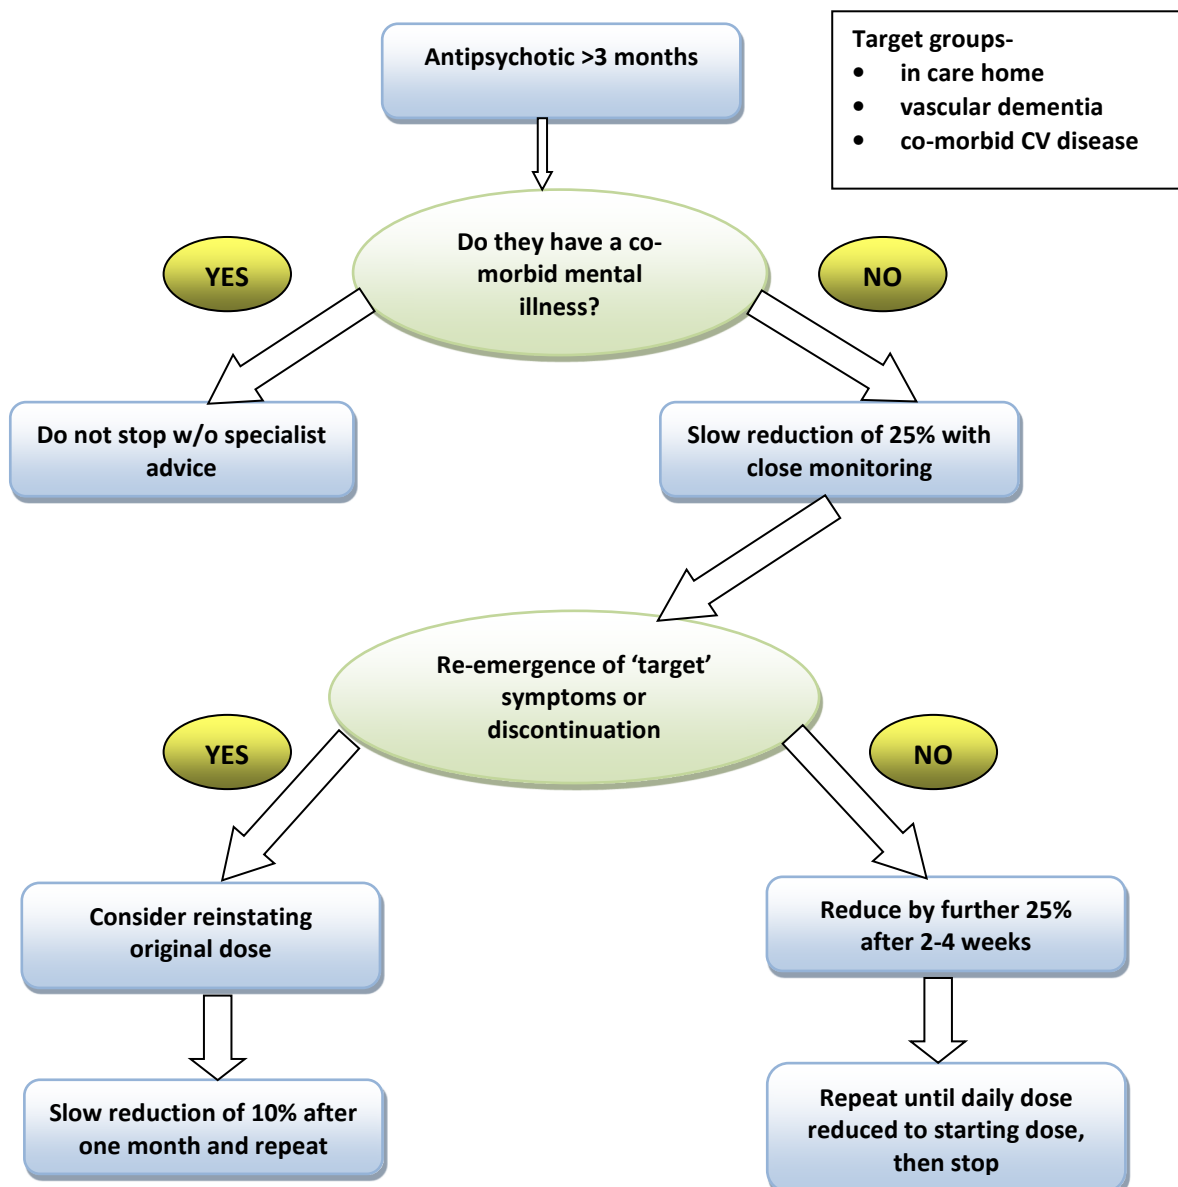 Antipsychotic >3 months
Target groups-
• in care home
• vascular dementia
• co-morbid CV disease
Do they have a co-
morbid mental
illness?
YES
NO
Do not stop w/o specialist
advice
Slow reduction of 25% with
close monitoring
Re-emergence of ‘target’
symptoms or
discontinuation
YES
NO
Consider reinstating
original dose
Reduce by further 25%
after 2-4 weeks
Slow reduction of 10% after
one month and repeat
Repeat until daily dose
reduced to starting dose,
then stop